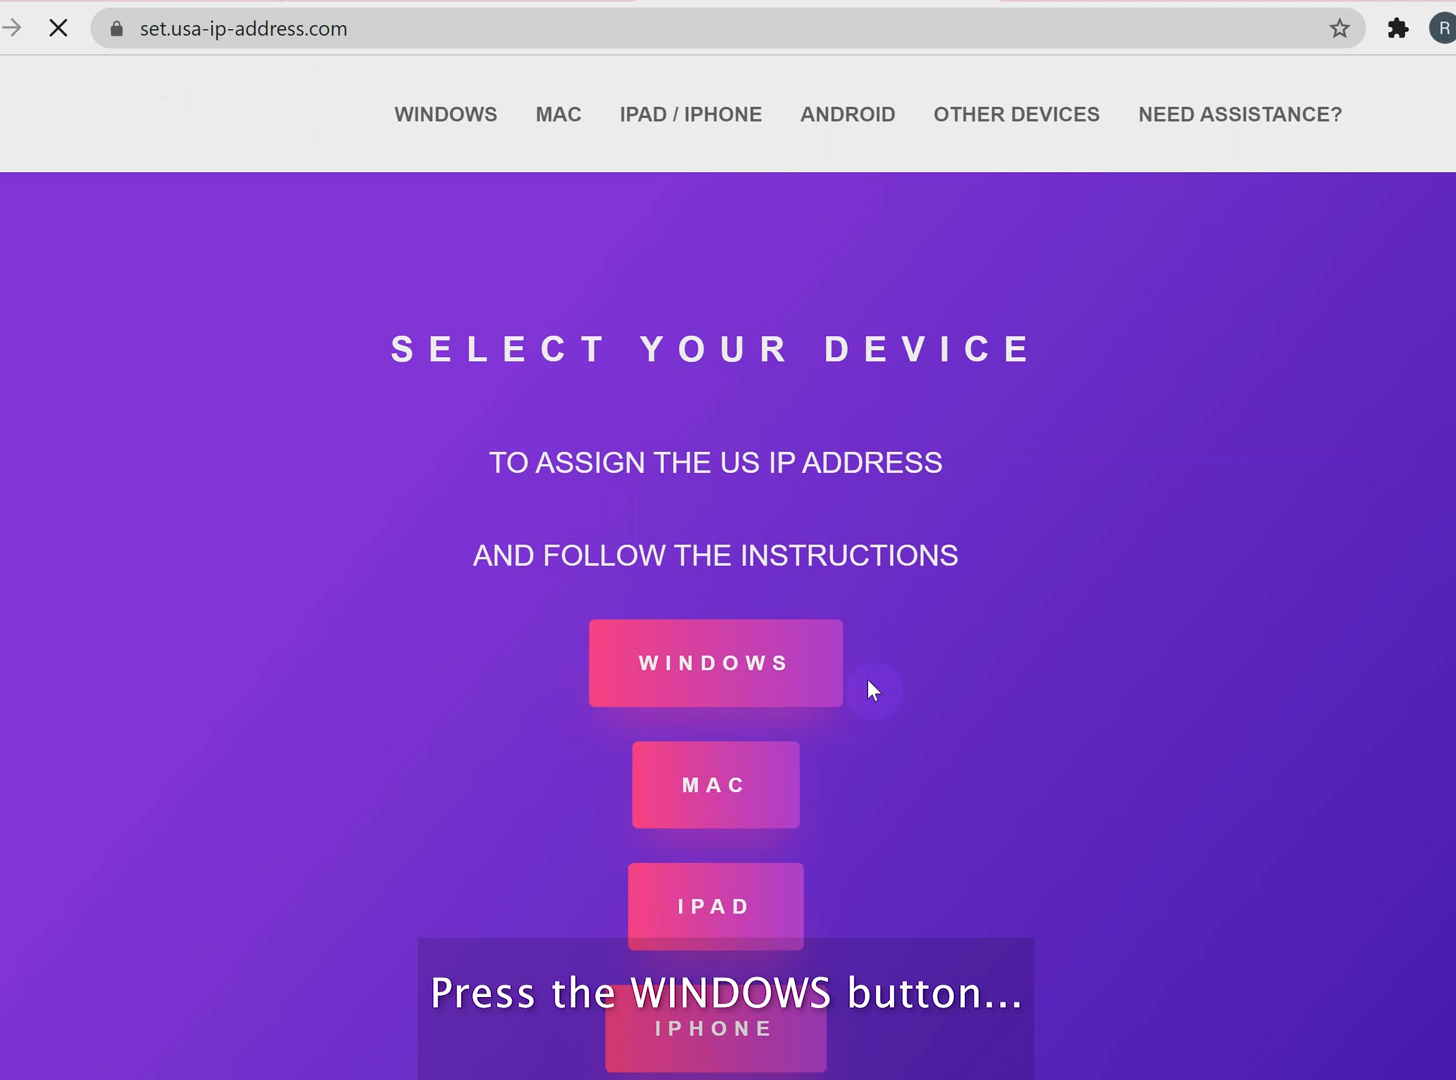 set.usa-ip-address.com
R
WINDOWS MAC IPAD / IPHONE ANDROID OTHER DEVICES NEED ASSISTANCE?
SELECT YOUR DEVICE
TO ASSIGN THE US IP ADDRESS
AND FOLLOW THE INSTRUCTIONS
WINDOWS
MAC
IPAD
Press the WINDOWS button...
IPHONE